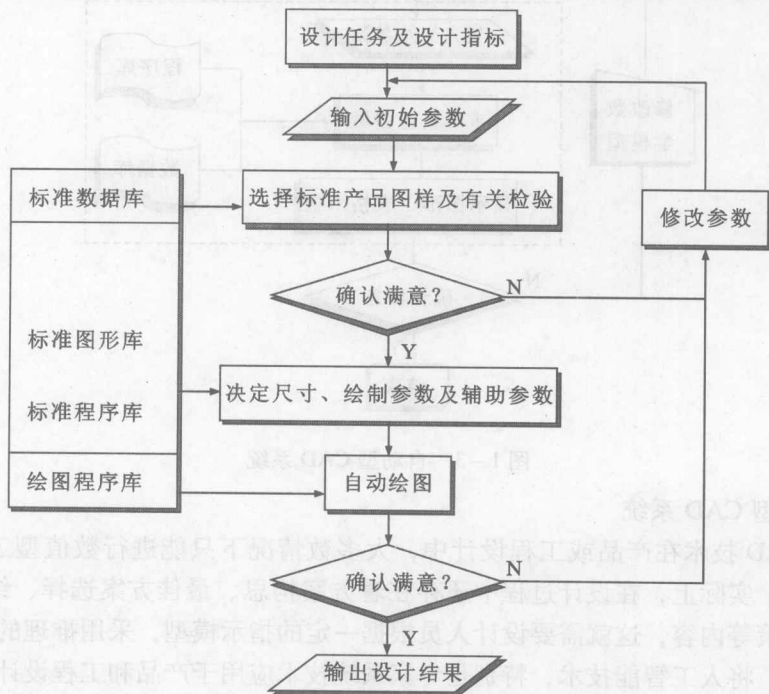 设计任务及设计指标
输入初始参数
标准数据库
选择标准产品图样及有关检验
修改参数
确认满意?
N
Y
标准图形库
决定尺寸、绘制参数及辅助参数
标准程序库
绘图程序库
自动绘图
确认满意?
N
Y
输出设计结果